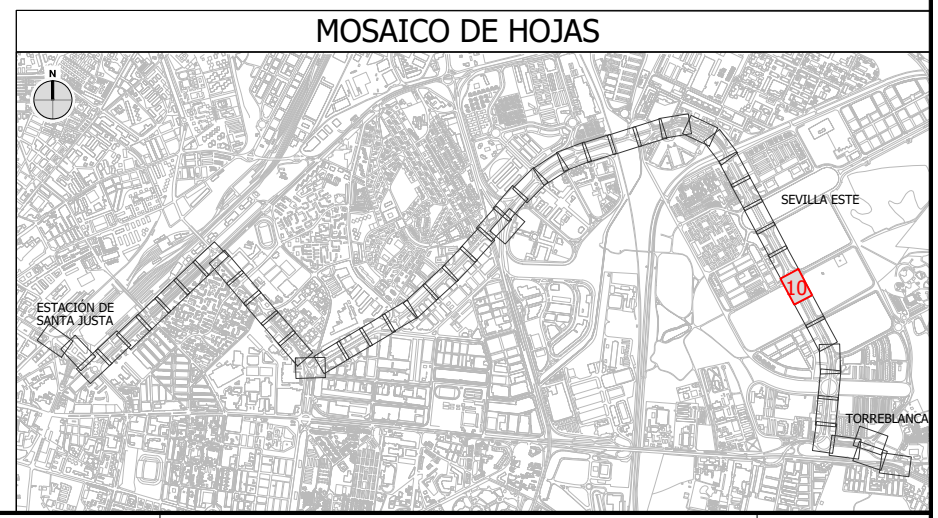 MOSAICO DE HOJAS
N
SEVILLA ESTE
10
ESTACIÓN DE
SANTA JUSTA
TORREBLANCA